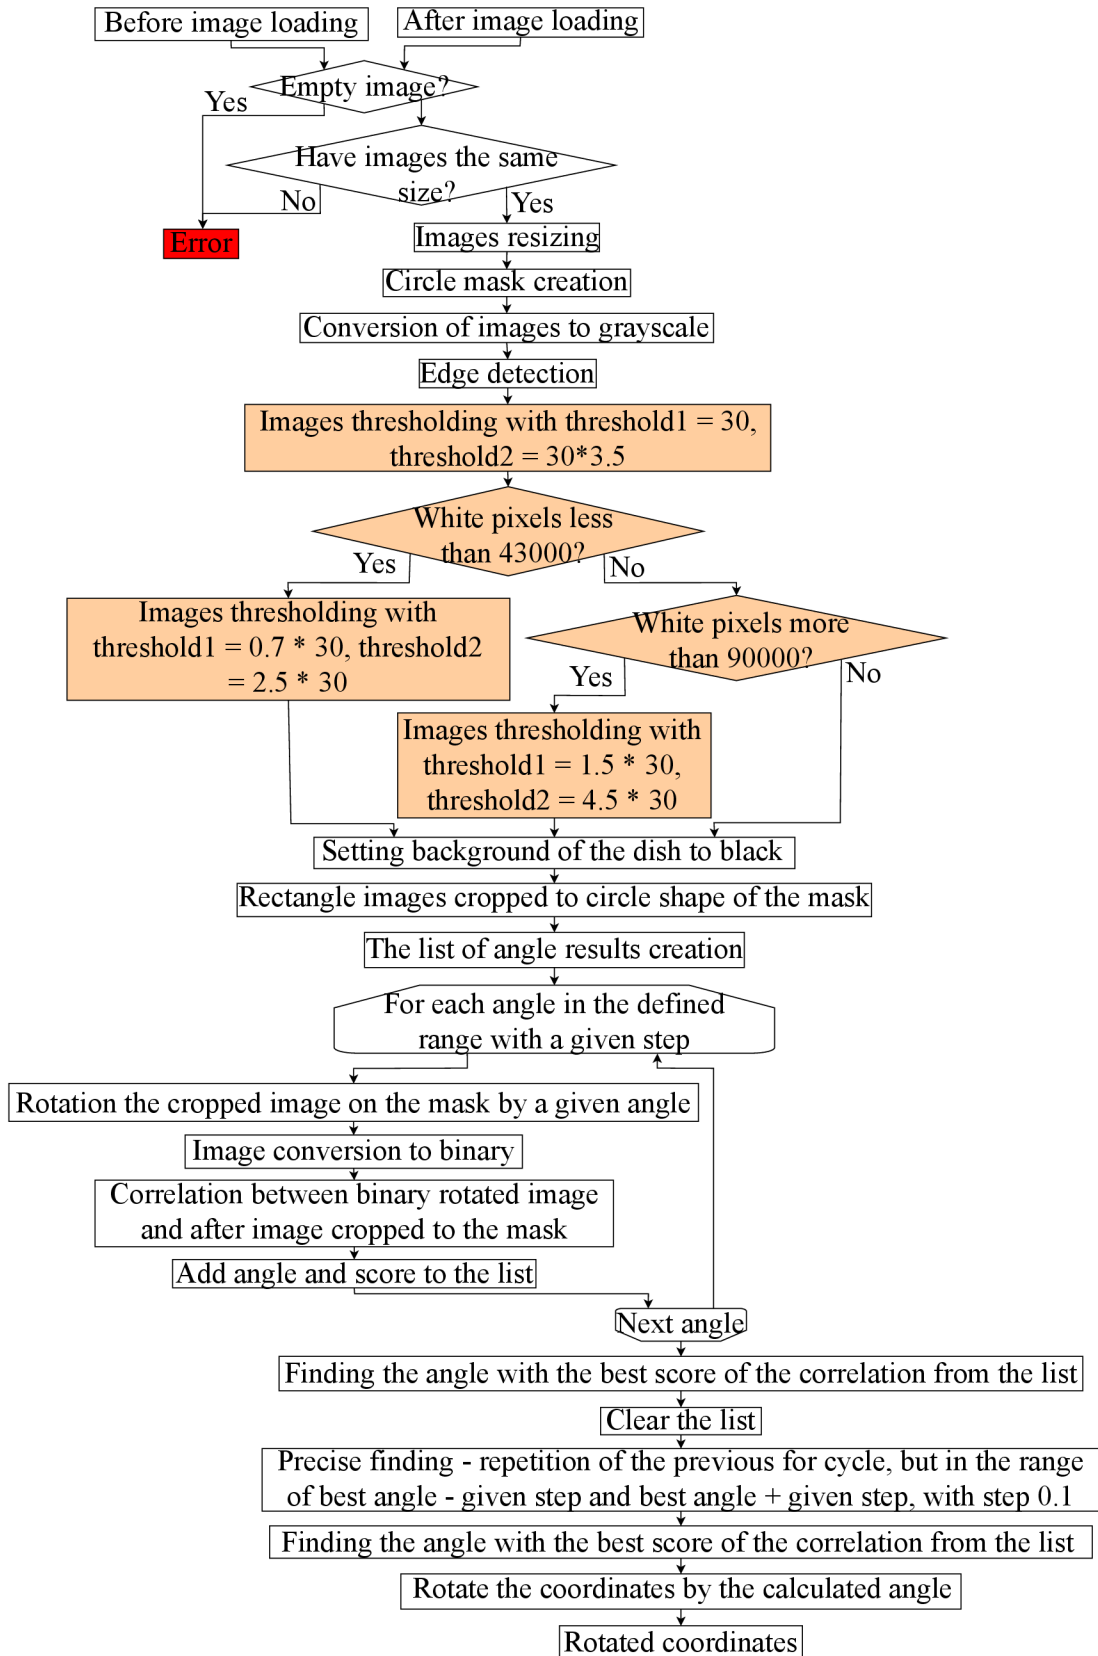 Before image loading
After image loading
Empty image?
Yes
Have images the same
size?
No
Yes
Error
Images resizing
Circle mask creation
Conversion of images to grayscale
Edge detection
Images thresholding with threshold1 = 30,
threshold2 = 30*3.5
White pixels less
than 43000?
Yes
No
Images thresholding with
threshold1 = 0.7 * 30, threshold2
= 2.5 * 30
White pixels more
than 90000?
Yes
No
Images thresholding with
threshold1 = 1.5 * 30,
threshold2 = 4.5 * 30
Setting background of the dish to black
Rectangle images cropped to circle shape of the mask
The list of angle results creation
For each angle in the defined
range with a given step
Rotation the cropped image on the mask by a given angle
Image conversion to binary
Correlation between binary rotated image
and after image cropped to the mask
Add angle and score to the list
Next angle
Finding the angle with the best score of the correlation from the list
Clear the list
Precise finding - repetition of the previous for cycle, but in the range
of best angle - given step and best angle + given step, with step 0.1
Finding the angle with the best score of the correlation from the list
Rotate the coordinates by the calculated angle
Rotated coordinates